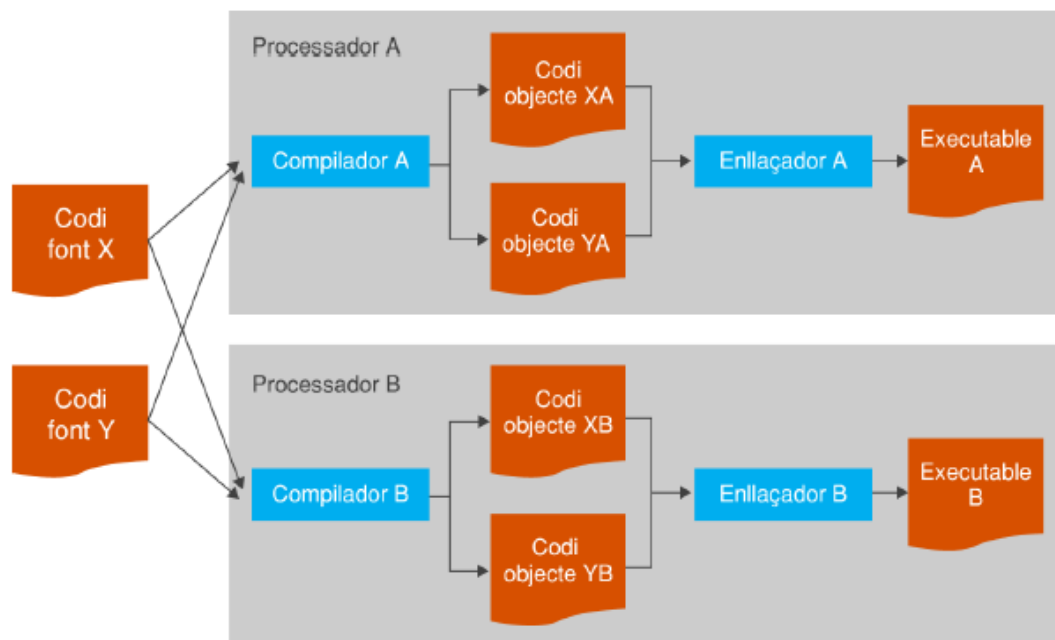 Processador A
Codi
objecte XA
Compilador A
Enllaçador A
Executable
A
Codi
objecte YA
Codi
font X
Codi
font Y
Processador B
Codi
objecte XB
Compilador B
Enllaçador B
Executable
B
Codi
objecte YB